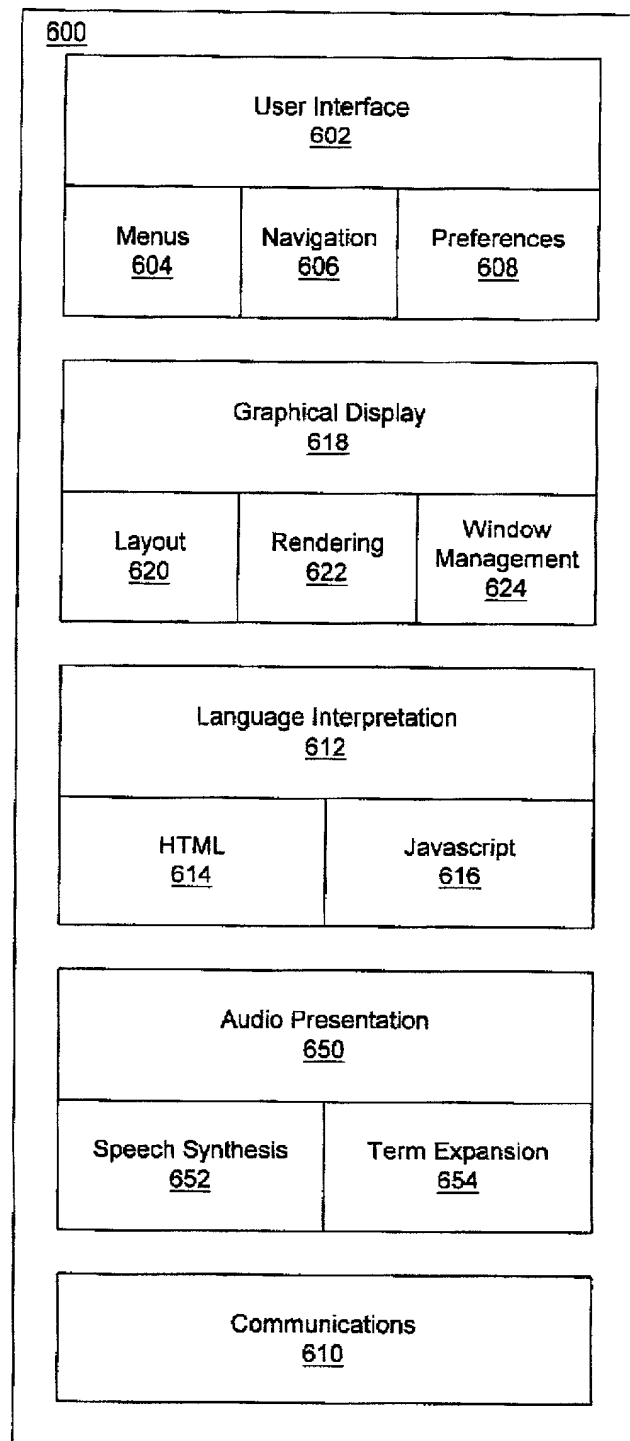 600
User Interface
602
Menus
604
Navigation
606
Preferences
608
Graphical Display
618
Layout
620
Rendering
622
Window
Management
624
Language Interpretation
612
HTML
614
Javascript
616
Audio Presentation
650
Speech Synthesis
652
Term Expansion
654
Communications
610